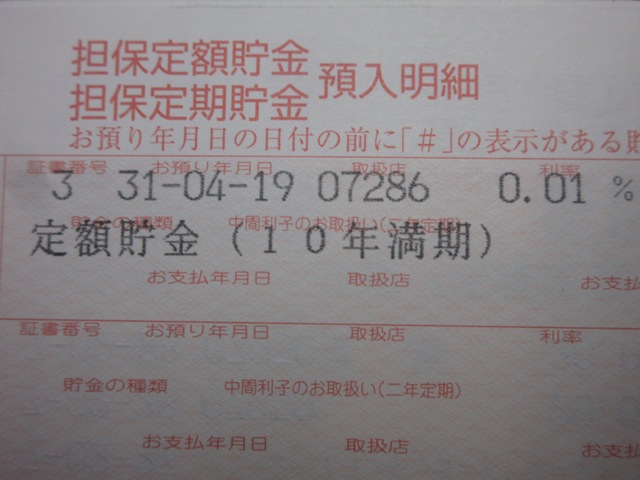 担保定額貯金
担保定期貯金 預入明細
お預り年月日の日付の前に「#」の表示がある貯
証書番号 お預り年月日 取扱店 利率
3 31-04-19 07286 0.01 %
貯金の種類 中間利子のお取扱い(二年定期)
定額貯金(10年満期)
お支払年月日 取扱店 お支払
証書番号 お預り年月日 取扱店 利率
貯金の種類 中間利子のお取扱い(二年定期)
お支払年月日 取扱店 お支払